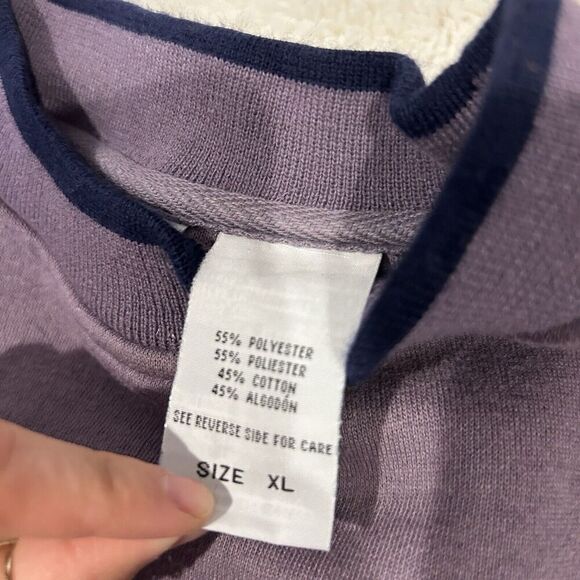 55% POLYESTER
55% POLIESTER
45% COTTON
45% ALGODÓN
SEE REVERSE SIDE FOR CARE
SIZE XL